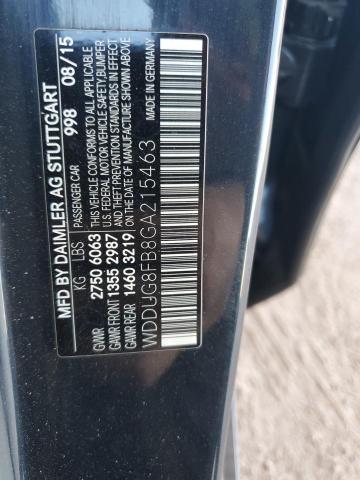 MFD BY DAIMLER AG STUTTGART
PASSENGER CAR 998 08/15
KG LBS
GVWR 2750 6063
GAWR FRONT 1355 2987
GAWR REAR 1460 3219
THIS VEHICLE CONFORMS TO ALL APPLICABLE
U.S. FEDERAL MOTOR VEHICLE SAFETY, BUMPER,
AND THEFT PREVENTION STANDARDS IN EFFECT
ON THE DATE OF MANUFACTURE SHOWN ABOVE
MADE IN GERMANY
WDDUG8FB8GA215463